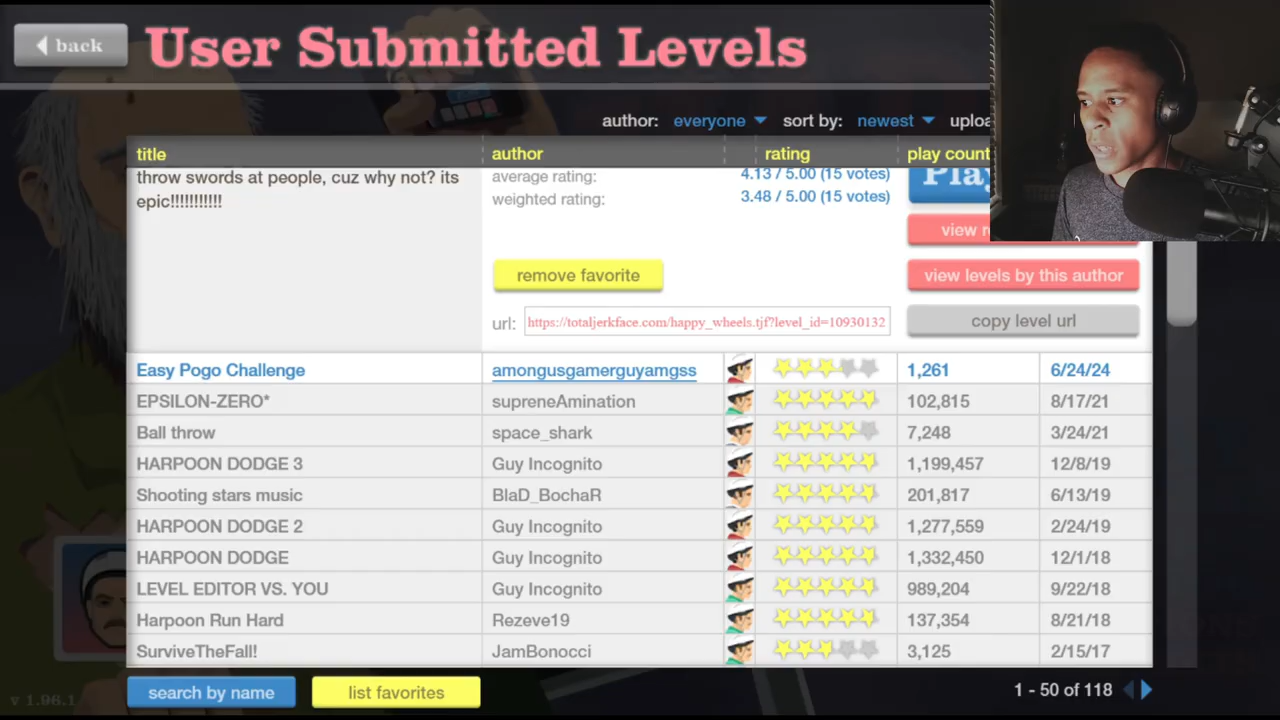 back
User Submitted Levels
author: everyone sort by: newest
title author rating play count
throw swords at people, cuz why not? its
epic!!!!!!!!!!!
average rating: 4.13 / 5.00 (15 votes)
weighted rating: 3.48 / 5.00 (15 votes)
view
remove favorite
view levels by this author
url: https://totaljerkface.com/happy_wheels.tjf?level_id=10930132
copy level url
Easy Pogo Challenge amongusgamerguyamgss 1,261 6/24/24
EPSILON-ZERO* supreneAmination 102,815 8/17/21
Ball throw space_shark 7,248 3/24/21
HARPOON DODGE 3 Guy Incognito 1,199,457 12/8/19
Shooting stars music BlaD_BochaR 201,817 6/13/19
HARPOON DODGE 2 Guy Incognito 1,277,559 2/24/19
HARPOON DODGE Guy Incognito 1,332,450 12/1/18
LEVEL EDITOR VS. YOU Guy Incognito 989,204 9/22/18
Harpoon Run Hard Rezeve19 137,354 8/21/18
SurviveTheFall! JamBonocci 3,125 2/15/17
search by name list favorites 1 - 50 of 118
v 1.96.1